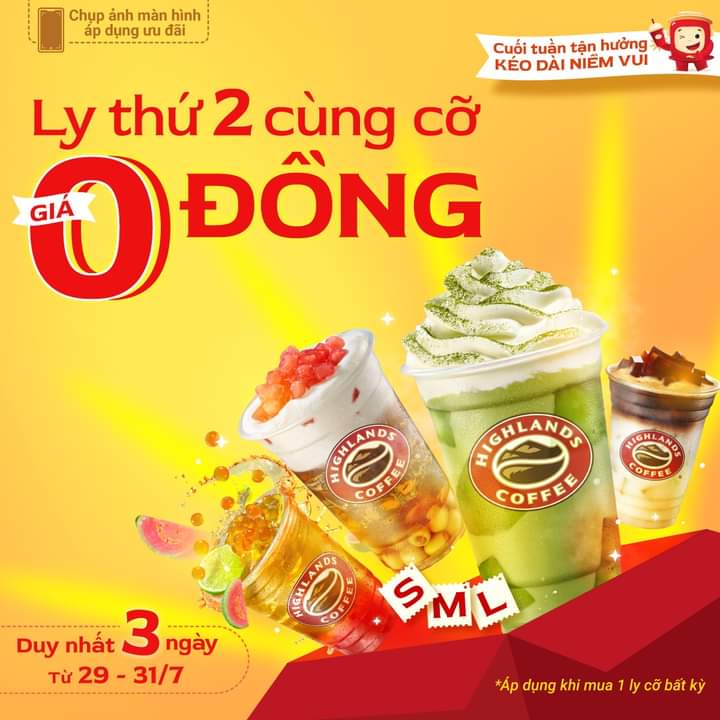 Chụp ảnh màn hình
áp dụng ưu đãi
Cuối tuần tận hưởng
KÉO DÀI NIỀM VUI
Ly thứ 2 cùng cỡ
GIÁ
0 ĐỒNG
HIGHLANDS
COFFEE
HIGHLANDS
COFFEE
HIGHLANDS
COFFEE
HIGHLANDS
COFFEE
S M L
Duy nhất 3 ngày
Từ 29 - 31/7
*Áp dụng khi mua 1 ly cỡ bất kỳ